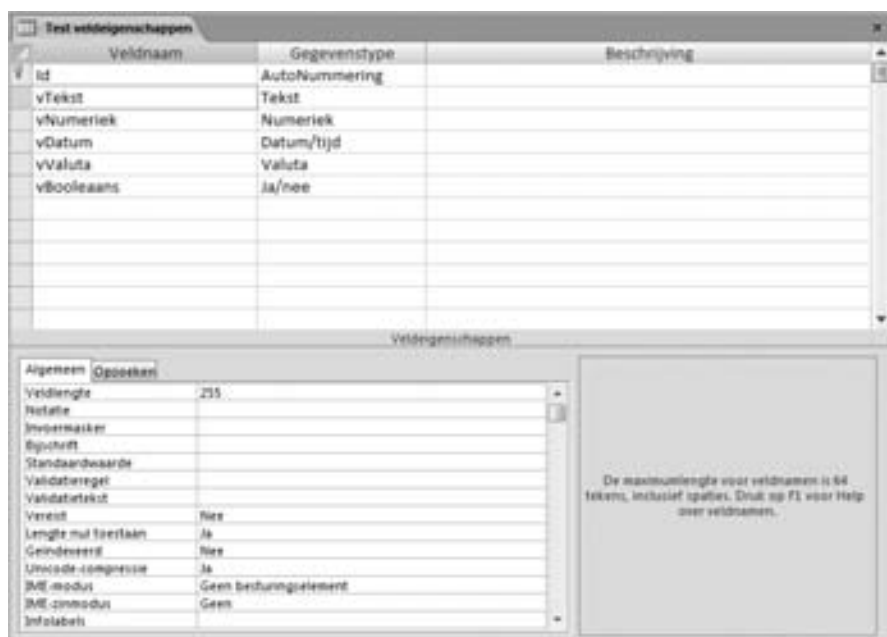 Test veldeigenschappen
Veldnaam Gegevenstype Beschrijving
Id AutoNummering
vTekst Tekst
vNumeriek Numeriek
vDatum Datum/tijd
vValuta Valuta
vBooleaans Ja/nee
Veldeigenschappen
Algemeen Opzoeken
Veldlengte 255
Notatie
Invoermasker
Bijschrift
Standaardwaarde
Validatieregel
Validatietekst
Vereist Nee
Lengte nul toestaan Ja
Geïndexeerd Nee
Unicode-compressie Ja
IME-modus Geen besturingselement
IME-zinmodus Geen
Infolabels
De maximumlengte voor veldnamen is 64
tekens, inclusief spaties. Druk op F1 voor Help
over veldnamen.